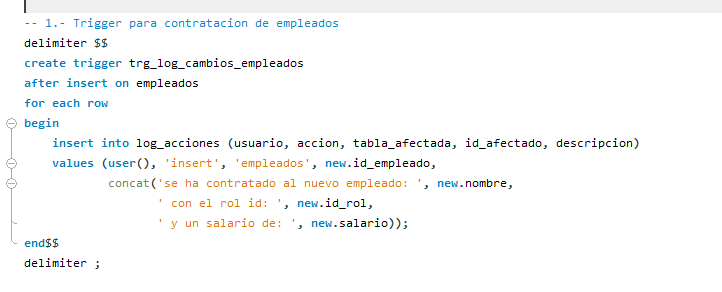 -- 1.- Trigger para contratacion de empleados
delimiter $$
create trigger trg_log_cambios_empleados
after insert on empleados
for each row
begin
    insert into log_acciones (usuario, accion, tabla_afectada, id_afectado, descripcion)
    values (user(), 'insert', 'empleados', new.id_empleado,
            concat('se ha contratado al nuevo empleado: ', new.nombre,
                   ' con el rol id: ', new.id_rol,
                   ' y un salario de: ', new.salario));
end$$
delimiter ;